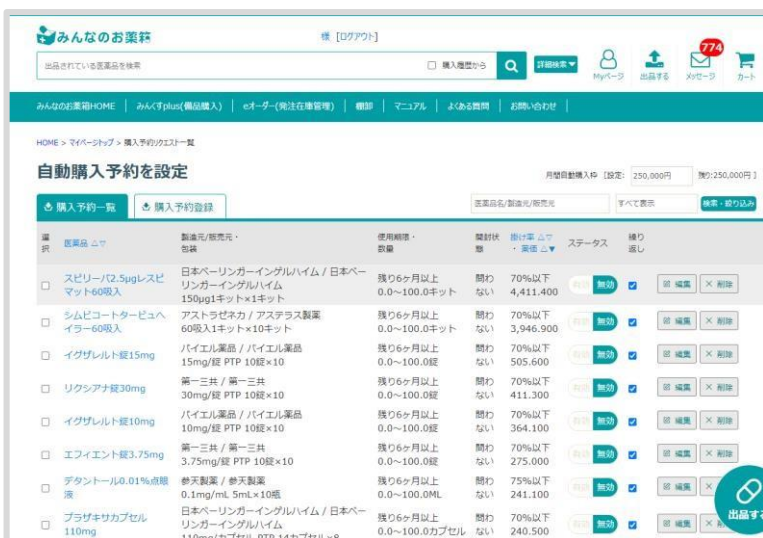 みんなのお薬箱
様 [ログアウト]
出品されている医薬品を検索
購入履歴から
詳細検索▼
Myページ
出品する
774
メッセージ
カート
みんなのお薬箱HOME | みんくすplus(備品購入) | eオーダー(発注在庫管理) | 棚卸 | マニュアル | よくある質問 | お問い合わせ |
HOME > マイページトップ > 購入予約リクエスト一覧
自動購入予約を設定
月間自動購入枠 [設定: 250,000円 残り:250,000円 ]
購入予約一覧
購入予約登録
医薬品名/製造元/販売元
すべて表示
検索・絞り込み
選択 医薬品 △▽ 製造元/販売元・包装 使用期限・数量 開封状態 掛け率 △▽・薬価 △▼ ステータス 繰り返し
スピリーバ2.5μgレスピ 日本ベーリンガーインゲルハイム / 日本ベー 残り6ヶ月以上 問わ 70%以下
マット60吸入 リンガーインゲルハイム 0.0～100.0キット ない 4,411.400 無効 編集 × 削除
150μg1キット×1キット
シムビコートタービュヘ アストラゼネカ / アステラス製薬 残り6ヶ月以上 問わ 70%以下
イラー60吸入 60吸入1キット×10キット 0.0～100.0キット ない 3,946.900 無効 編集 × 削除
イグザレルト錠15mg バイエル薬品 / バイエル薬品 残り6ヶ月以上 問わ 70%以下
15mg/錠 PTP 10錠×10 0.0～100.0錠 ない 505.600 無効 編集 × 削除
リクシアナ錠30mg 第一三共 / 第一三共 残り6ヶ月以上 問わ 70%以下
30mg/錠 PTP 10錠×10 0.0～100.0錠 ない 411.300 無効 編集 × 削除
イグザレルト錠10mg バイエル薬品 / バイエル薬品 残り6ヶ月以上 問わ 70%以下
10mg/錠 PTP 10錠×10 0.0～100.0錠 ない 364.100 無効 編集 × 削除
エフィエント錠3.75mg 第一三共 / 第一三共 残り6ヶ月以上 問わ 70%以下
3.75mg/錠 PTP 10錠×10 0.0～100.0錠 ない 275.000 無効 編集 × 削除
デタントール0.01%点眼 参天製薬 / 参天製薬 残り6ヶ月以上 問わ 75%以下
液 0.1mg/mL 5mL×10瓶 0.0～100.0ML ない 241.100 無効 編集 ×
プラザキサカプセル 日本ベーリンガーインゲルハイム / 日本ベー 残り6ヶ月以上 問わ 70%以下
110mg リンガーインゲルハイム 0.0～100.0カプセル ない 240.500 無効 編集 ×
110mg/カプセル PTP 14カプセル×8
出品する